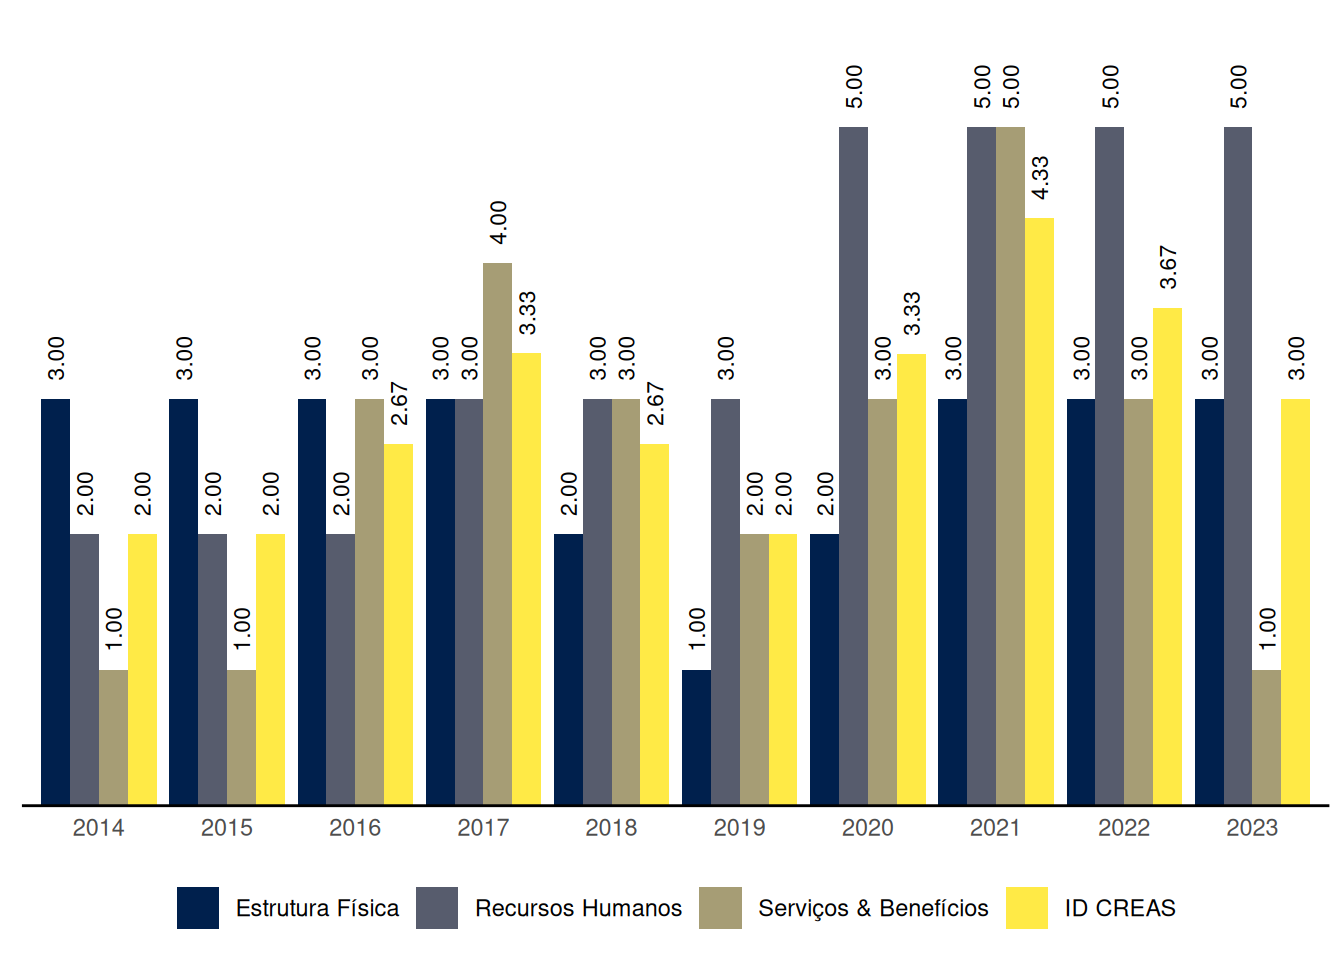 5.00 5.00 5.00 5.00 5.00
4.33
4.00
3.67
3.33 3.33
3.00 3.00 3.00 3.00 3.00 3.00 3.00 3.00 3.00 3.00 3.00 3.00 3.00 3.00 3.00
2.67 2.67
2.00 2.00 2.00 2.00 2.00 2.00 2.00 2.00 2.00
1.00 1.00 1.00 1.00
2014 2015 2016 2017 2018 2019 2020 2021 2022 2023
Estrutura Física Recursos Humanos Serviços & Benefícios ID CREAS